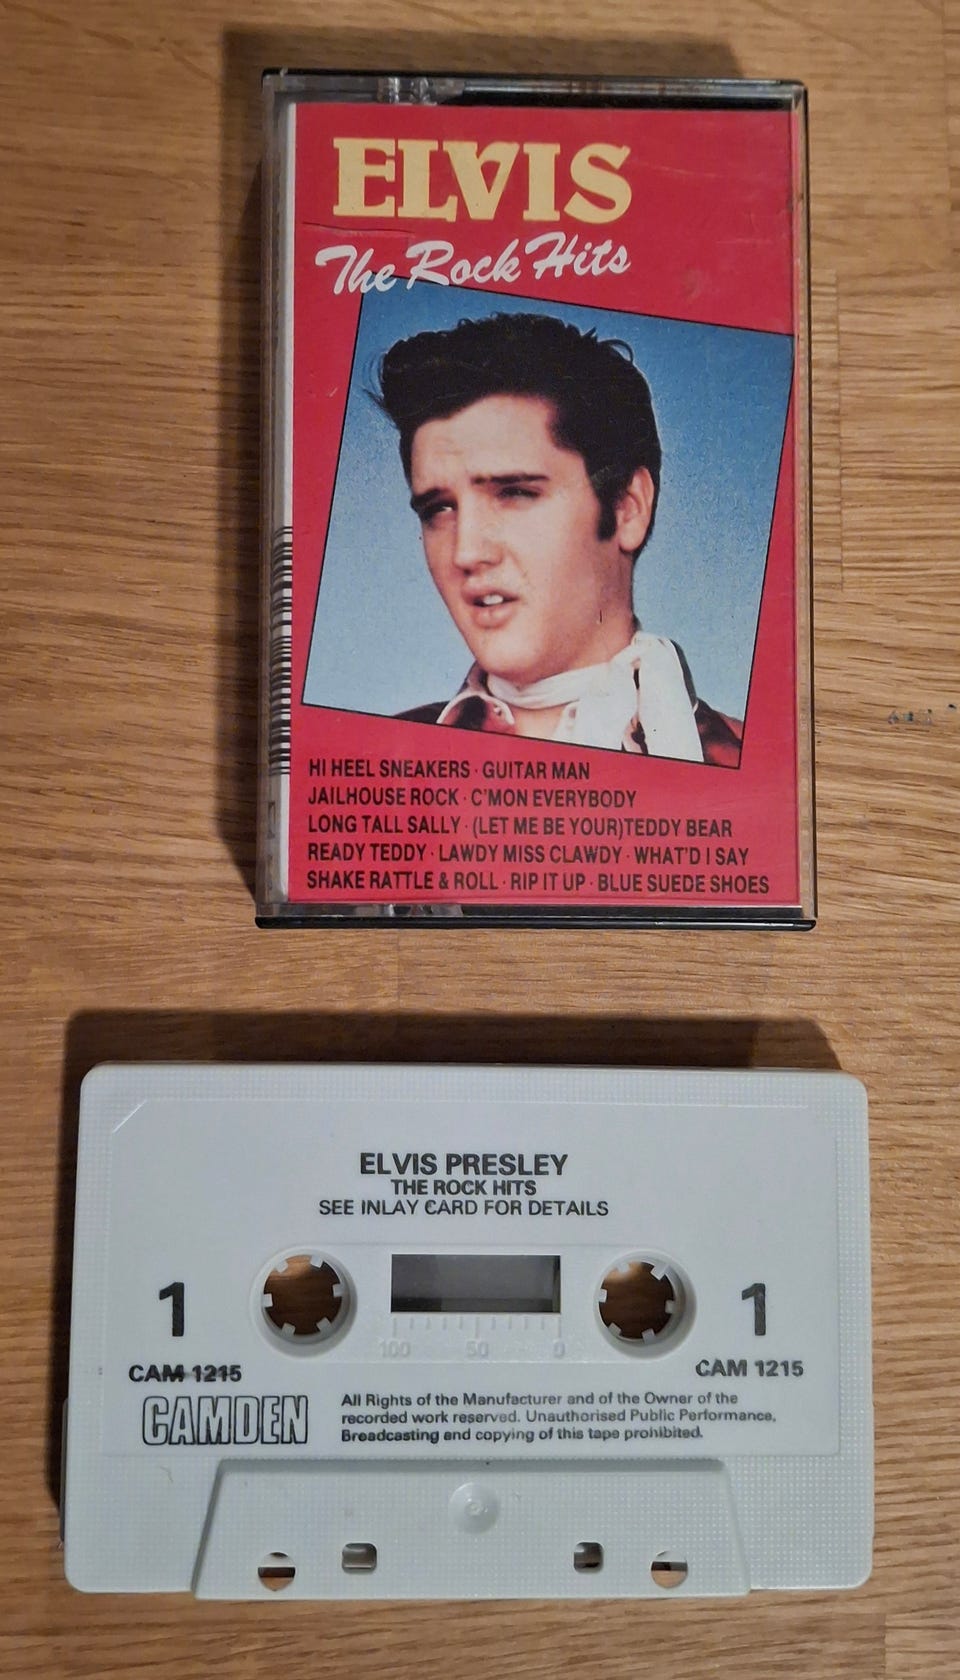 ELVIS
The Rock Hits
HI HEEL SNEAKERS · GUITAR MAN
JAILHOUSE ROCK · C'MON EVERYBODY
LONG TALL SALLY · (LET ME BE YOUR)TEDDY BEAR
READY TEDDY · LAWDY MISS CLAWDY · WHAT'D I SAY
SHAKE RATTLE & ROLL · RIP IT UP · BLUE SUEDE SHOES
ELVIS PRESLEY
THE ROCK HITS
SEE INLAY CARD FOR DETAILS
1 1
100 50 0
CAM 1215 CAM 1215
CAMDEN
All Rights of the Manufacturer and of the Owner of the
recorded work reserved. Unauthorised Public Performance,
Broadcasting and copying of this tape prohibited.